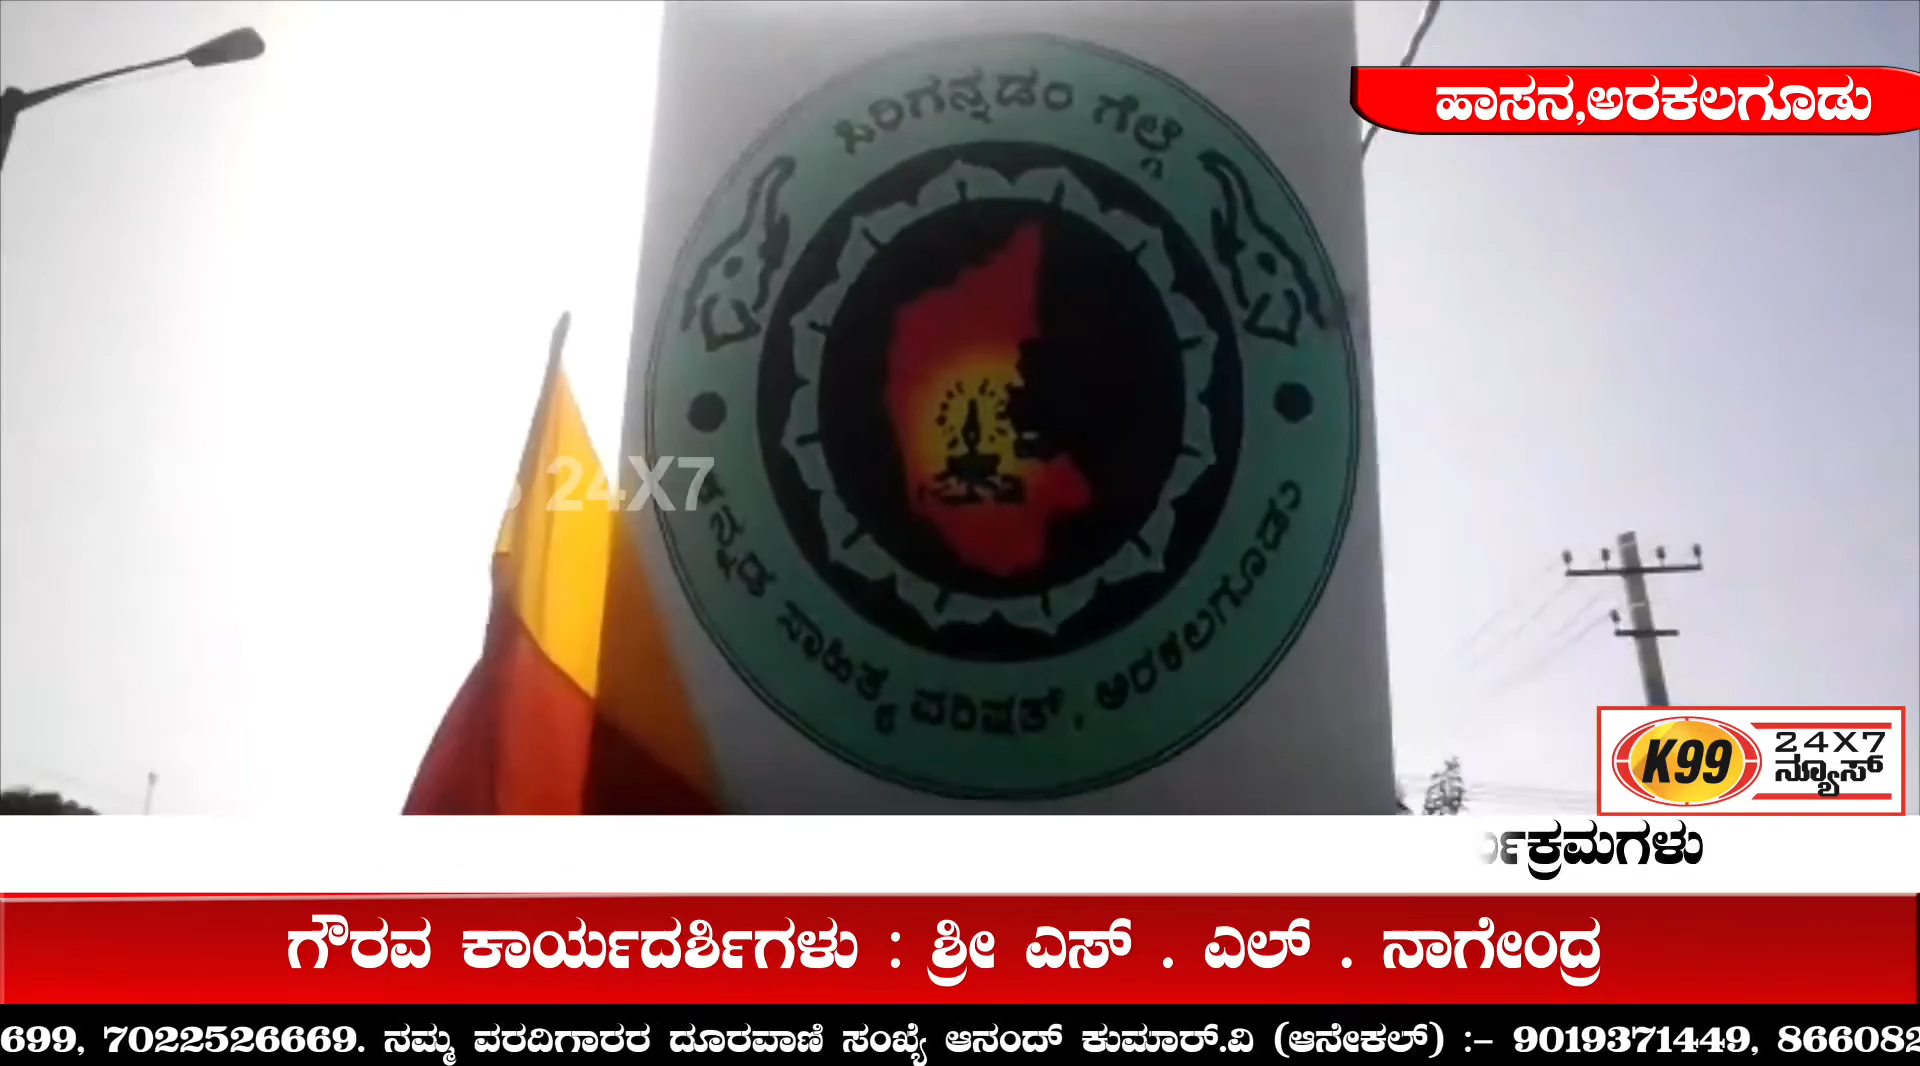 ಹಾಸನ,ಅರಕಲಗೂಡು
ಸಿರಿಗನ್ನಡಂ ಗೆಲ್ಗೆ
24X7
ಕನ್ನಡ ಸಾಹಿತ್ಯ ಪರಿಷತ್, ಅರಕಲಗೂಡು
K99
24X7
ನ್ಯೂಸ್
ಗೌರವ ಕಾರ್ಯದರ್ಶಿಗಳು : ಶ್ರೀ ಎಸ್ . ಎಲ್ . ನಾಗೇಂದ್ರ
699, 7022526669. ನಮ್ಮ ವರದಿಗಾರರ ದೂರವಾಣಿ ಸಂಖ್ಯೆ ಆನಂದ್ ಕುಮಾರ್.ವಿ (ಆನೇಕಲ್) :- 9019371449, 866082